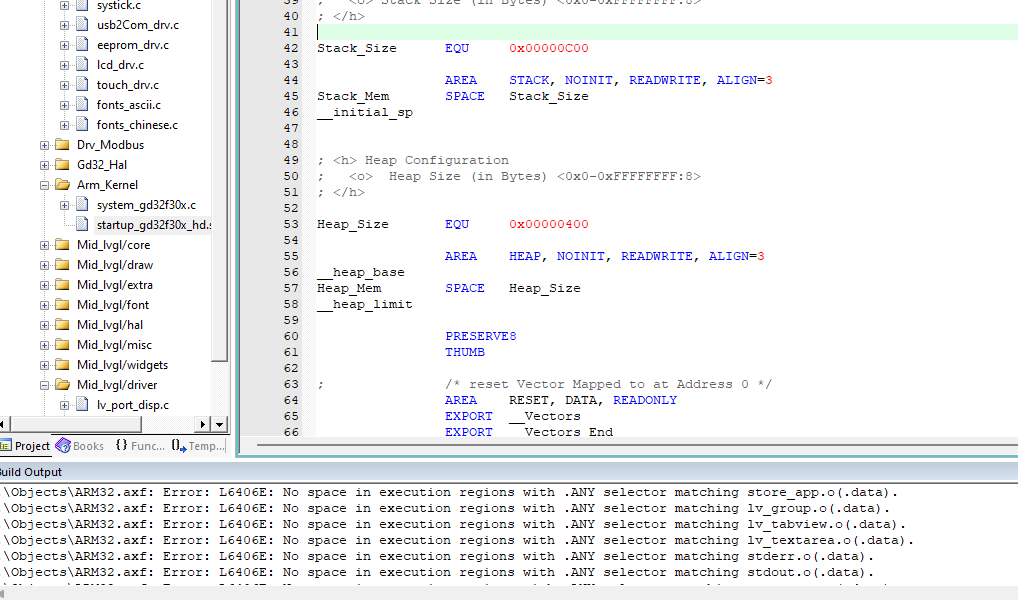 systick.c
usb2Com_drv.c
eeprom_drv.c
lcd_drv.c
touch_drv.c
fonts_ascii.c
fonts_chinese.c
Drv_Modbus
Gd32_Hal
Arm_Kernel
system_gd32f30x.c
startup_gd32f30x_hd.s
Mid_lvgl/core
Mid_lvgl/draw
Mid_lvgl/extra
Mid_lvgl/font
Mid_lvgl/hal
Mid_lvgl/misc
Mid_lvgl/widgets
Mid_lvgl/driver
lv_port_disp.c
Project Books {} Func... Temp...
39 ; <o> Stack Size (in Bytes) <0x0-0xFFFFFFFF:8>
40 ; </h>
41
42 Stack_Size EQU 0x00000C00
43
44 AREA STACK, NOINIT, READWRITE, ALIGN=3
45 Stack_Mem SPACE Stack_Size
46 __initial_sp
47
48
49 ; <h> Heap Configuration
50 ; <o> Heap Size (in Bytes) <0x0-0xFFFFFFFF:8>
51 ; </h>
52
53 Heap_Size EQU 0x00000400
54
55 AREA HEAP, NOINIT, READWRITE, ALIGN=3
56 __heap_base
57 Heap_Mem SPACE Heap_Size
58 __heap_limit
59
60 PRESERVE8
61 THUMB
62
63 ; /* reset Vector Mapped to at Address 0 */
64 AREA RESET, DATA, READONLY
65 EXPORT __Vectors
66 EXPORT __Vectors_End
uild Output
\Objects\ARM32.axf: Error: L6406E: No space in execution regions with .ANY selector matching store_app.o(.data).
\Objects\ARM32.axf: Error: L6406E: No space in execution regions with .ANY selector matching lv_group.o(.data).
\Objects\ARM32.axf: Error: L6406E: No space in execution regions with .ANY selector matching lv_tabview.o(.data).
\Objects\ARM32.axf: Error: L6406E: No space in execution regions with .ANY selector matching lv_textarea.o(.data).
\Objects\ARM32.axf: Error: L6406E: No space in execution regions with .ANY selector matching stderr.o(.data).
\Objects\ARM32.axf: Error: L6406E: No space in execution regions with .ANY selector matching stdout.o(.data).